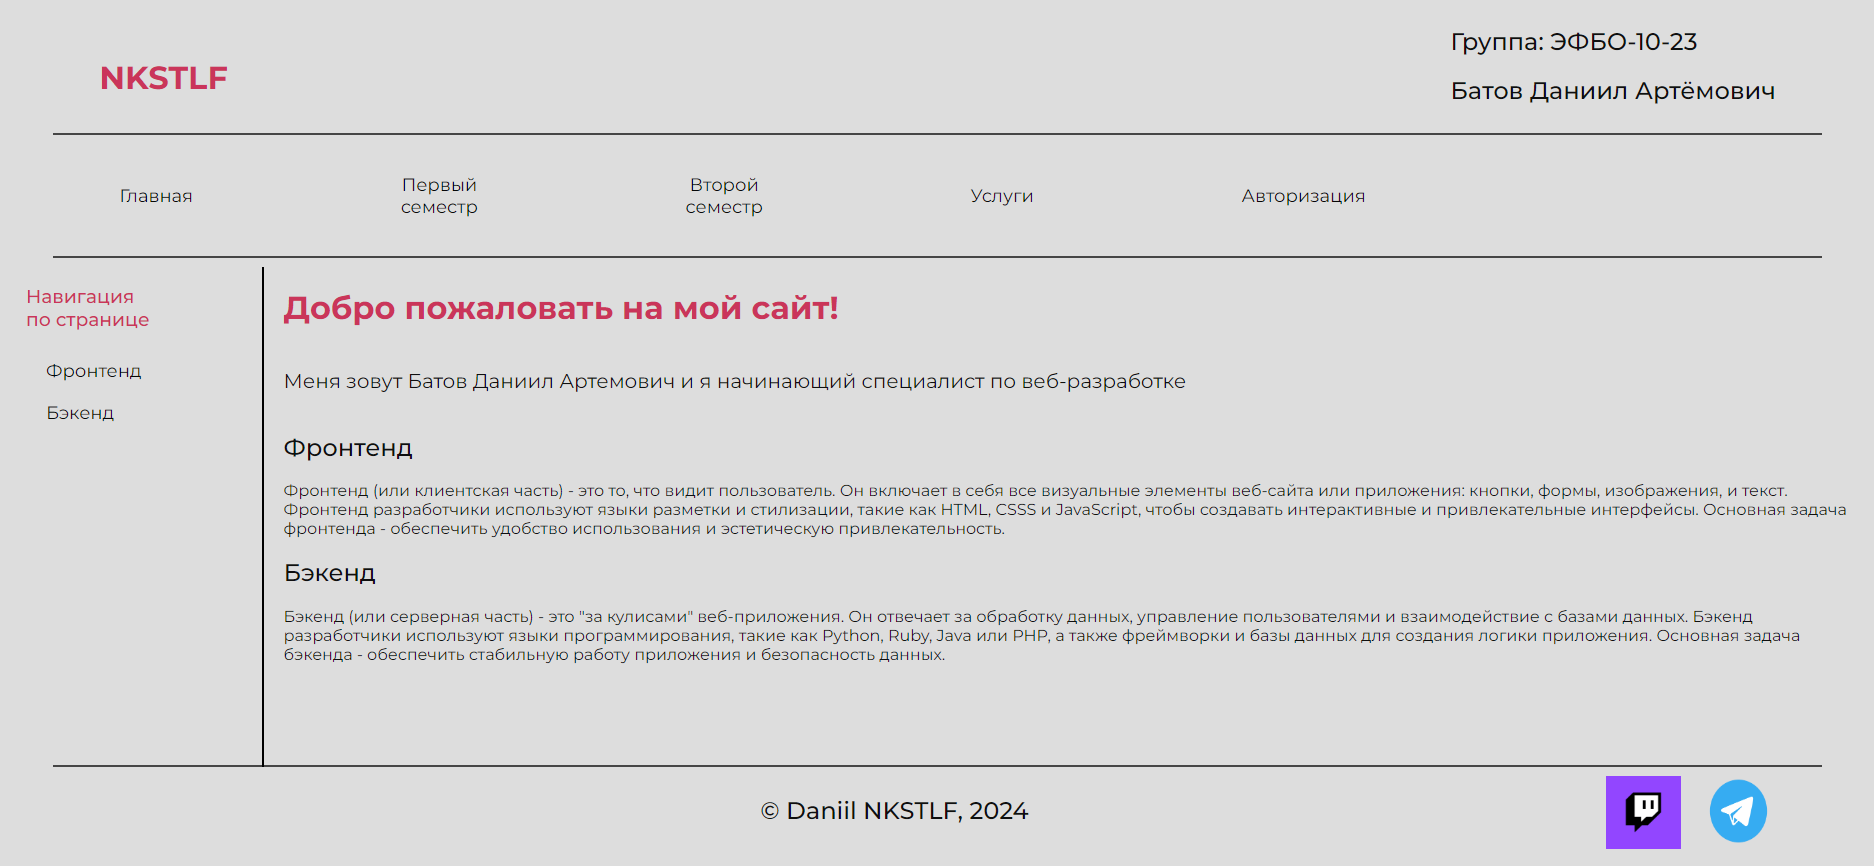 NKSTLF
Группа: ЭФБО-10-23
Батов Даниил Артёмович
Главная
Первый
семестр
Второй
семестр
Услуги
Авторизация
Навигация
по странице
Фронтенд
Бэкенд
Добро пожаловать на мой сайт!
Меня зовут Батов Даниил Артемович и я начинающий специалист по веб-разработке
Фронтенд
Фронтенд (или клиентская часть) - это то, что видит пользователь. Он включает в себя все визуальные элементы веб-сайта или приложения: кнопки, формы, изображения, и текст.
Фронтенд разработчики используют языки разметки и стилизации, такие как HTML, CSSS и JavaScript, чтобы создавать интерактивные и привлекательные интерфейсы. Основная задача
фронтенда - обеспечить удобство использования и эстетическую привлекательность.
Бэкенд
Бэкенд (или серверная часть) - это "за кулисами" веб-приложения. Он отвечает за обработку данных, управление пользователями и взаимодействие с базами данных. Бэкенд
разработчики используют языки программирования, такие как Python, Ruby, Java или PHP, а также фреймворки и базы данных для создания логики приложения. Основная задача
бэкенда - обеспечить стабильную работу приложения и безопасность данных.
© Daniil NKSTLF, 2024